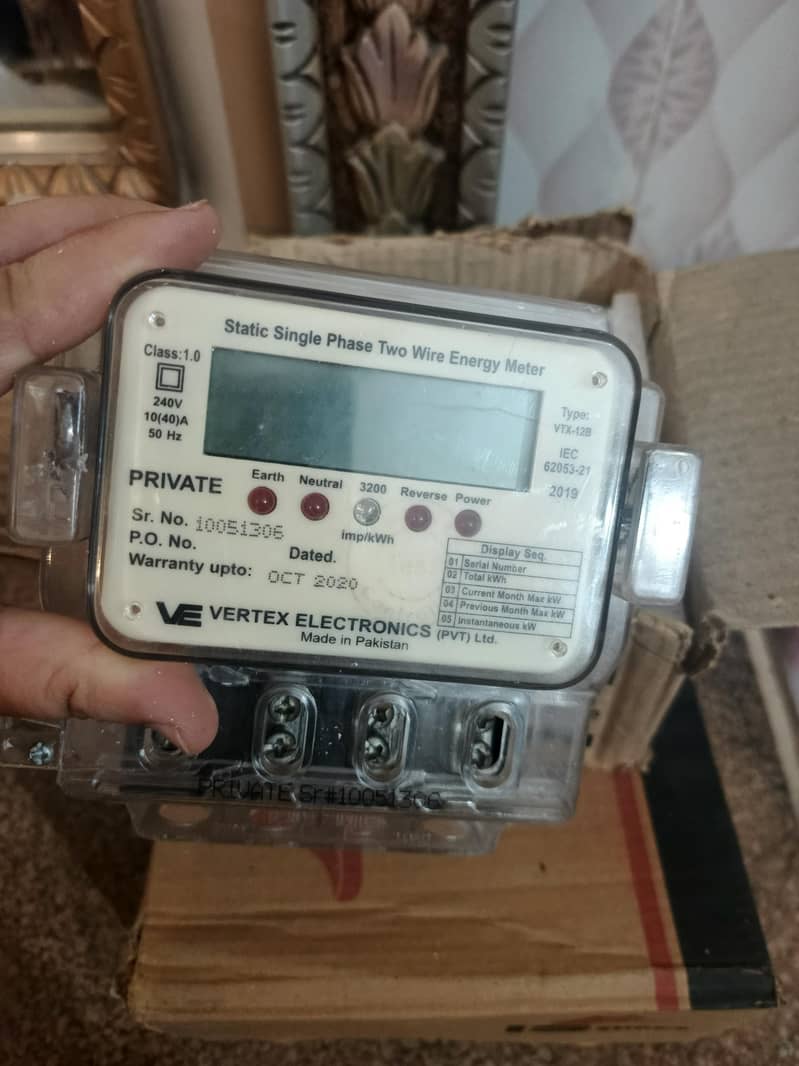 Static Single Phase Two Wire Energy Meter
Class:1.0
240V
10(40)A
50 Hz
Type:
VTX-12B
IEC
62053-21
2019
PRIVATE
Earth
Neutral
3200
imp/kWh
Reverse
Power
Sr. No. 10051306
P.O. No.
Dated.
Warranty upto: OCT 2020
Display Seq.
01 Serial Number
02 Total kWh
03 Current Month Max kW
04 Previous Month Max kW
05 Instantaneous kW
VE VERTEX ELECTRONICS (PVT) Ltd.
Made in Pakistan
PRIVATE Sr#10051306